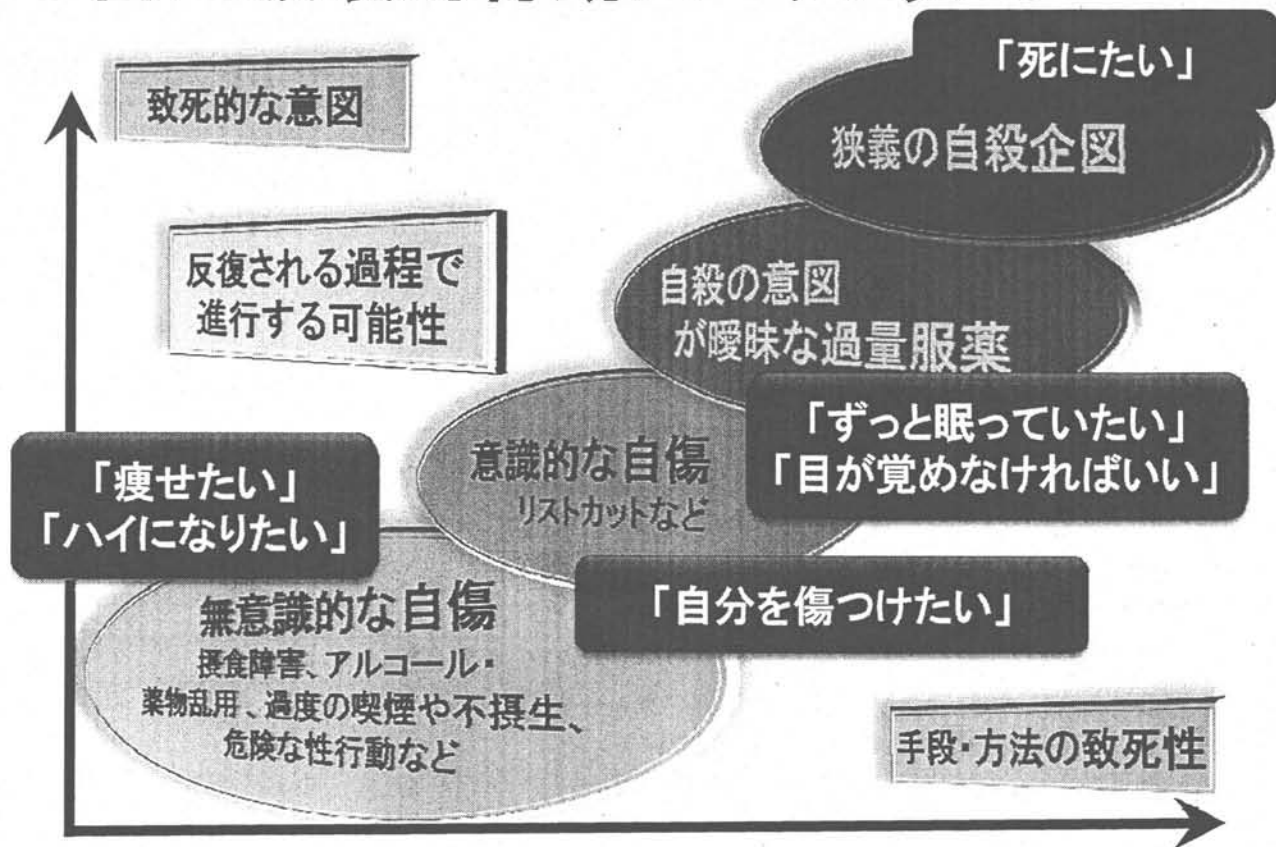 「死にたい」
致死的な意図
狭義の自殺企図
反復される過程で
進行する可能性
自殺の意図
が曖昧な過量服薬
「ずっと眠っていたい」
「目が覚めなければいい」
意識的な自傷
リストカットなど
「痩せたい」
「ハイになりたい」
「自分を傷つけたい」
無意識的な自傷
摂食障害、アルコール・
薬物乱用、過度の喫煙や不摂生、
危険な性行動など
手段・方法の致死性